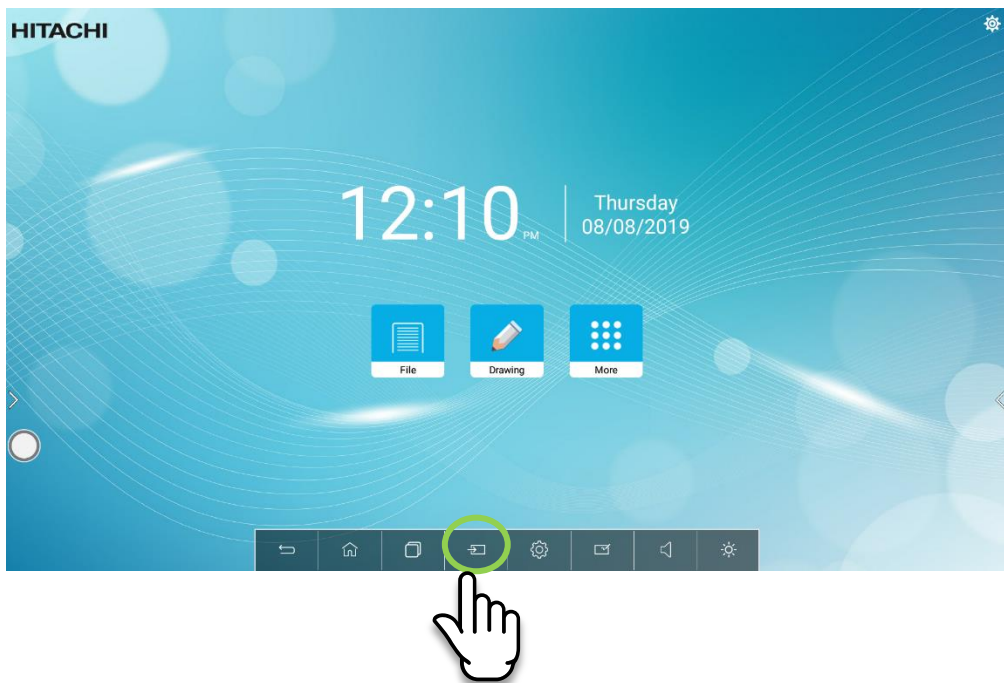 HITACHI
12:10 PM
Thursday
08/08/2019
File
Drawing
More